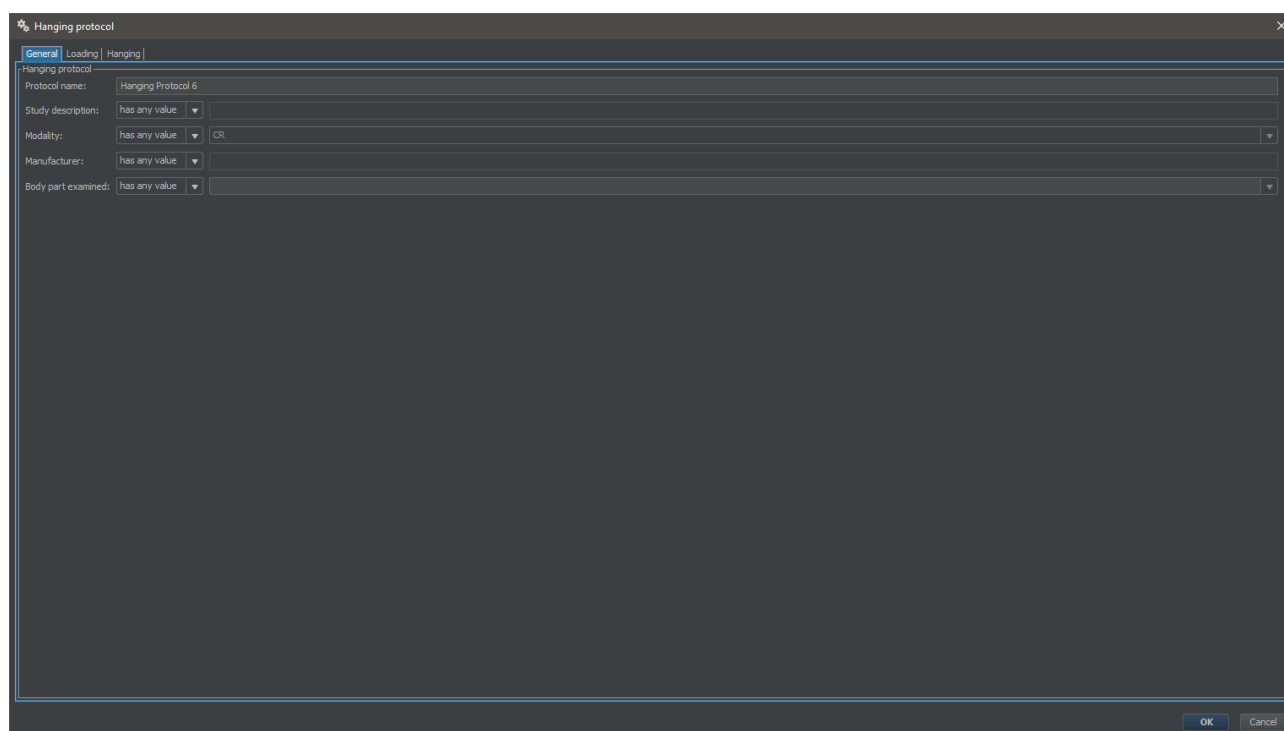 Hanging protocol
General Loading Hanging
Hanging protocol
Protocol name: Hanging Protocol 6
Study description: has any value
Modality: has any value CR
Manufacturer: has any value
Body part examined: has any value
OK Cancel